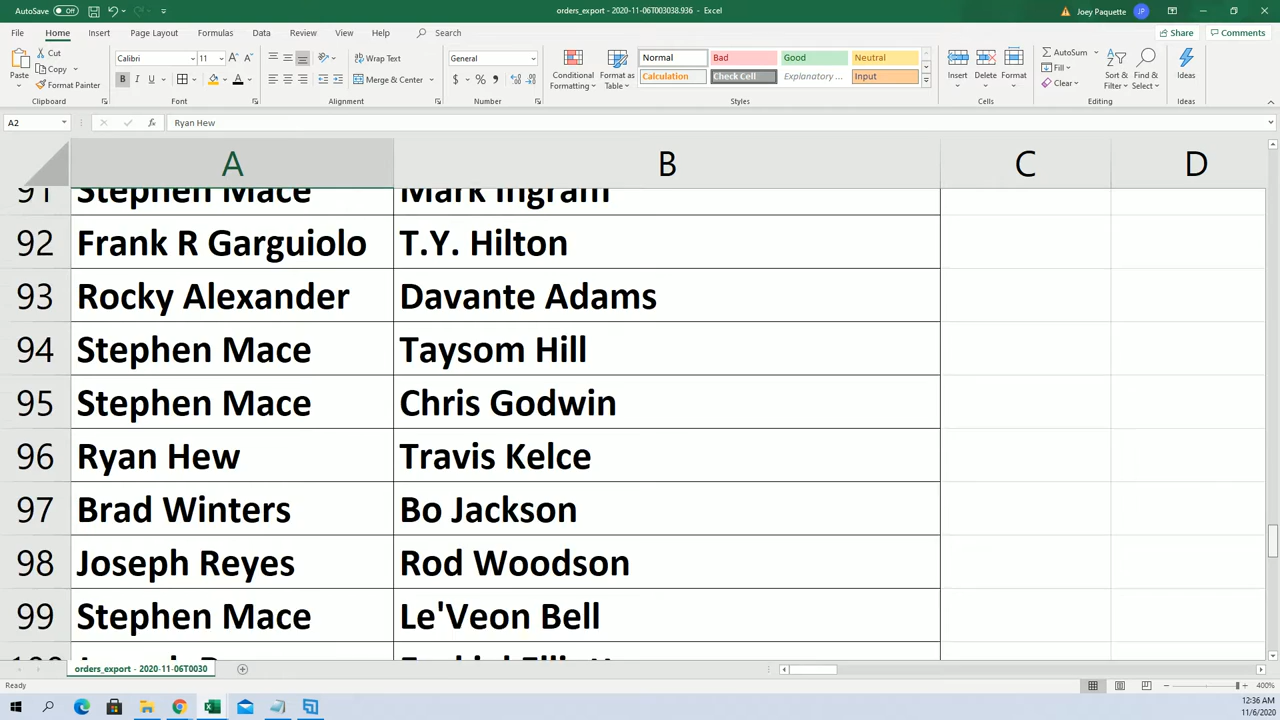 AutoSave Off orders_export - 2020-11-06T003038.936 - Excel Joey Paquette JP
File Home Insert Page Layout Formulas Data Review View Help Search Share Comments
Paste Cut Copy Format Painter Clipboard
Calibri 11 B I U A A A Font
Wrap Text Merge & Center Alignment
General $ % Number
Conditional Formatting Format as Table
Normal Bad Good Neutral
Calculation Check Cell Explanatory ... Input
Styles
Insert Delete Format Cells
AutoSum Fill Clear Sort & Filter Find & Select Editing
Ideas Ideas
A2 fx Ryan Hew
A B C D
91 Stephen Mace Mark Ingram
92 Frank R Garguiolo T.Y. Hilton
93 Rocky Alexander Davante Adams
94 Stephen Mace Taysom Hill
95 Stephen Mace Chris Godwin
96 Ryan Hew Travis Kelce
97 Brad Winters Bo Jackson
98 Joseph Reyes Rod Woodson
99 Stephen Mace Le'Veon Bell
100
orders_export - 2020-11-06T0030
Ready 400%
12:36 AM
11/6/2020